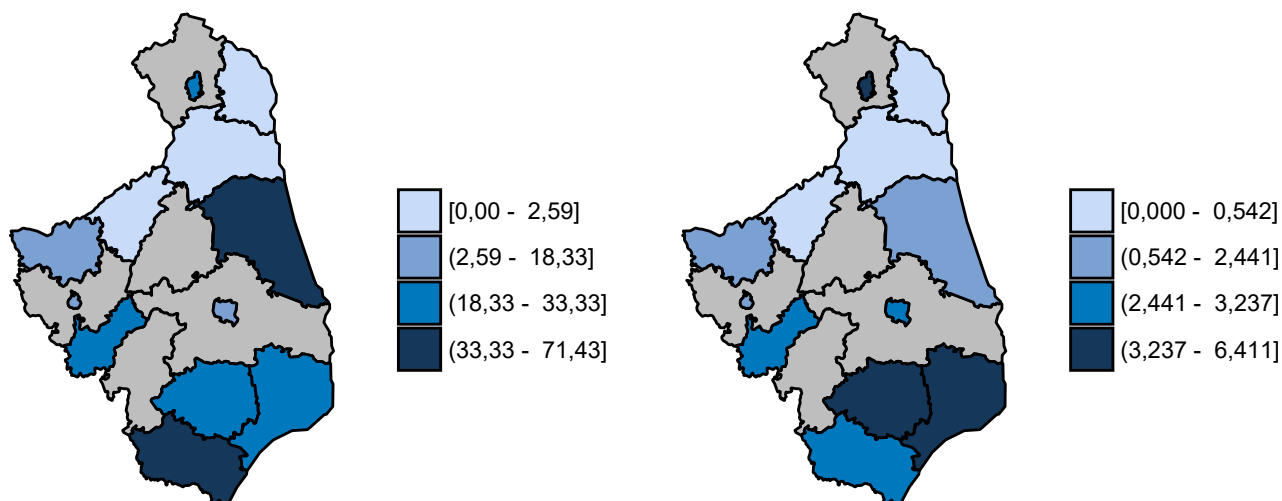 [0,00 - 2,59]
(2,59 - 18,33]
(18,33 - 33,33]
(33,33 - 71,43]
[0,000 - 0,542]
(0,542 - 2,441]
(2,441 - 3,237]
(3,237 - 6,411]